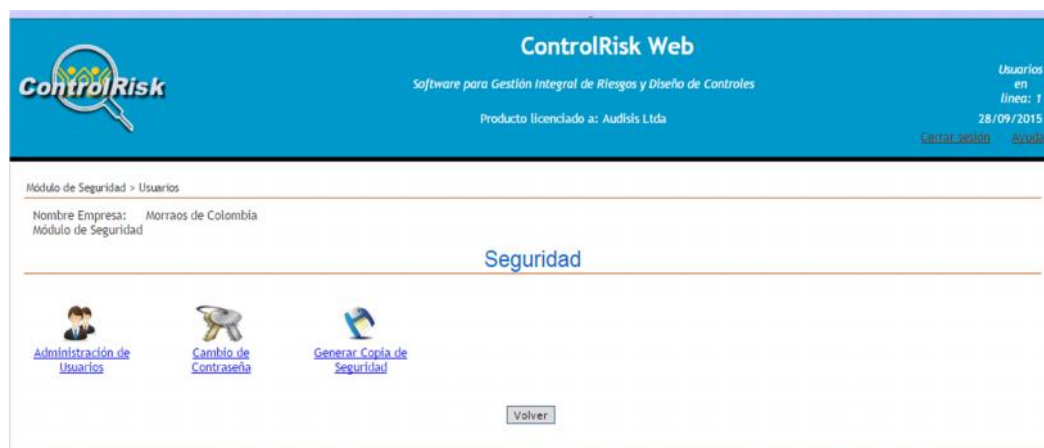 ControlRisk
ControlRisk Web
Software para Gestión Integral de Riesgos y Diseño de Controles
Producto licenciado a: Audisis Ltda
Usuarios
en
linea: 1
28/09/2015
Cerrar sesión Ayuda
Módulo de Seguridad > Usuarios
Nombre Empresa: Morraos de Colombia
Módulo de Seguridad
Seguridad
Administración de
Usuarios
Cambio de
Contraseña
Generar Copia de
Seguridad
Volver